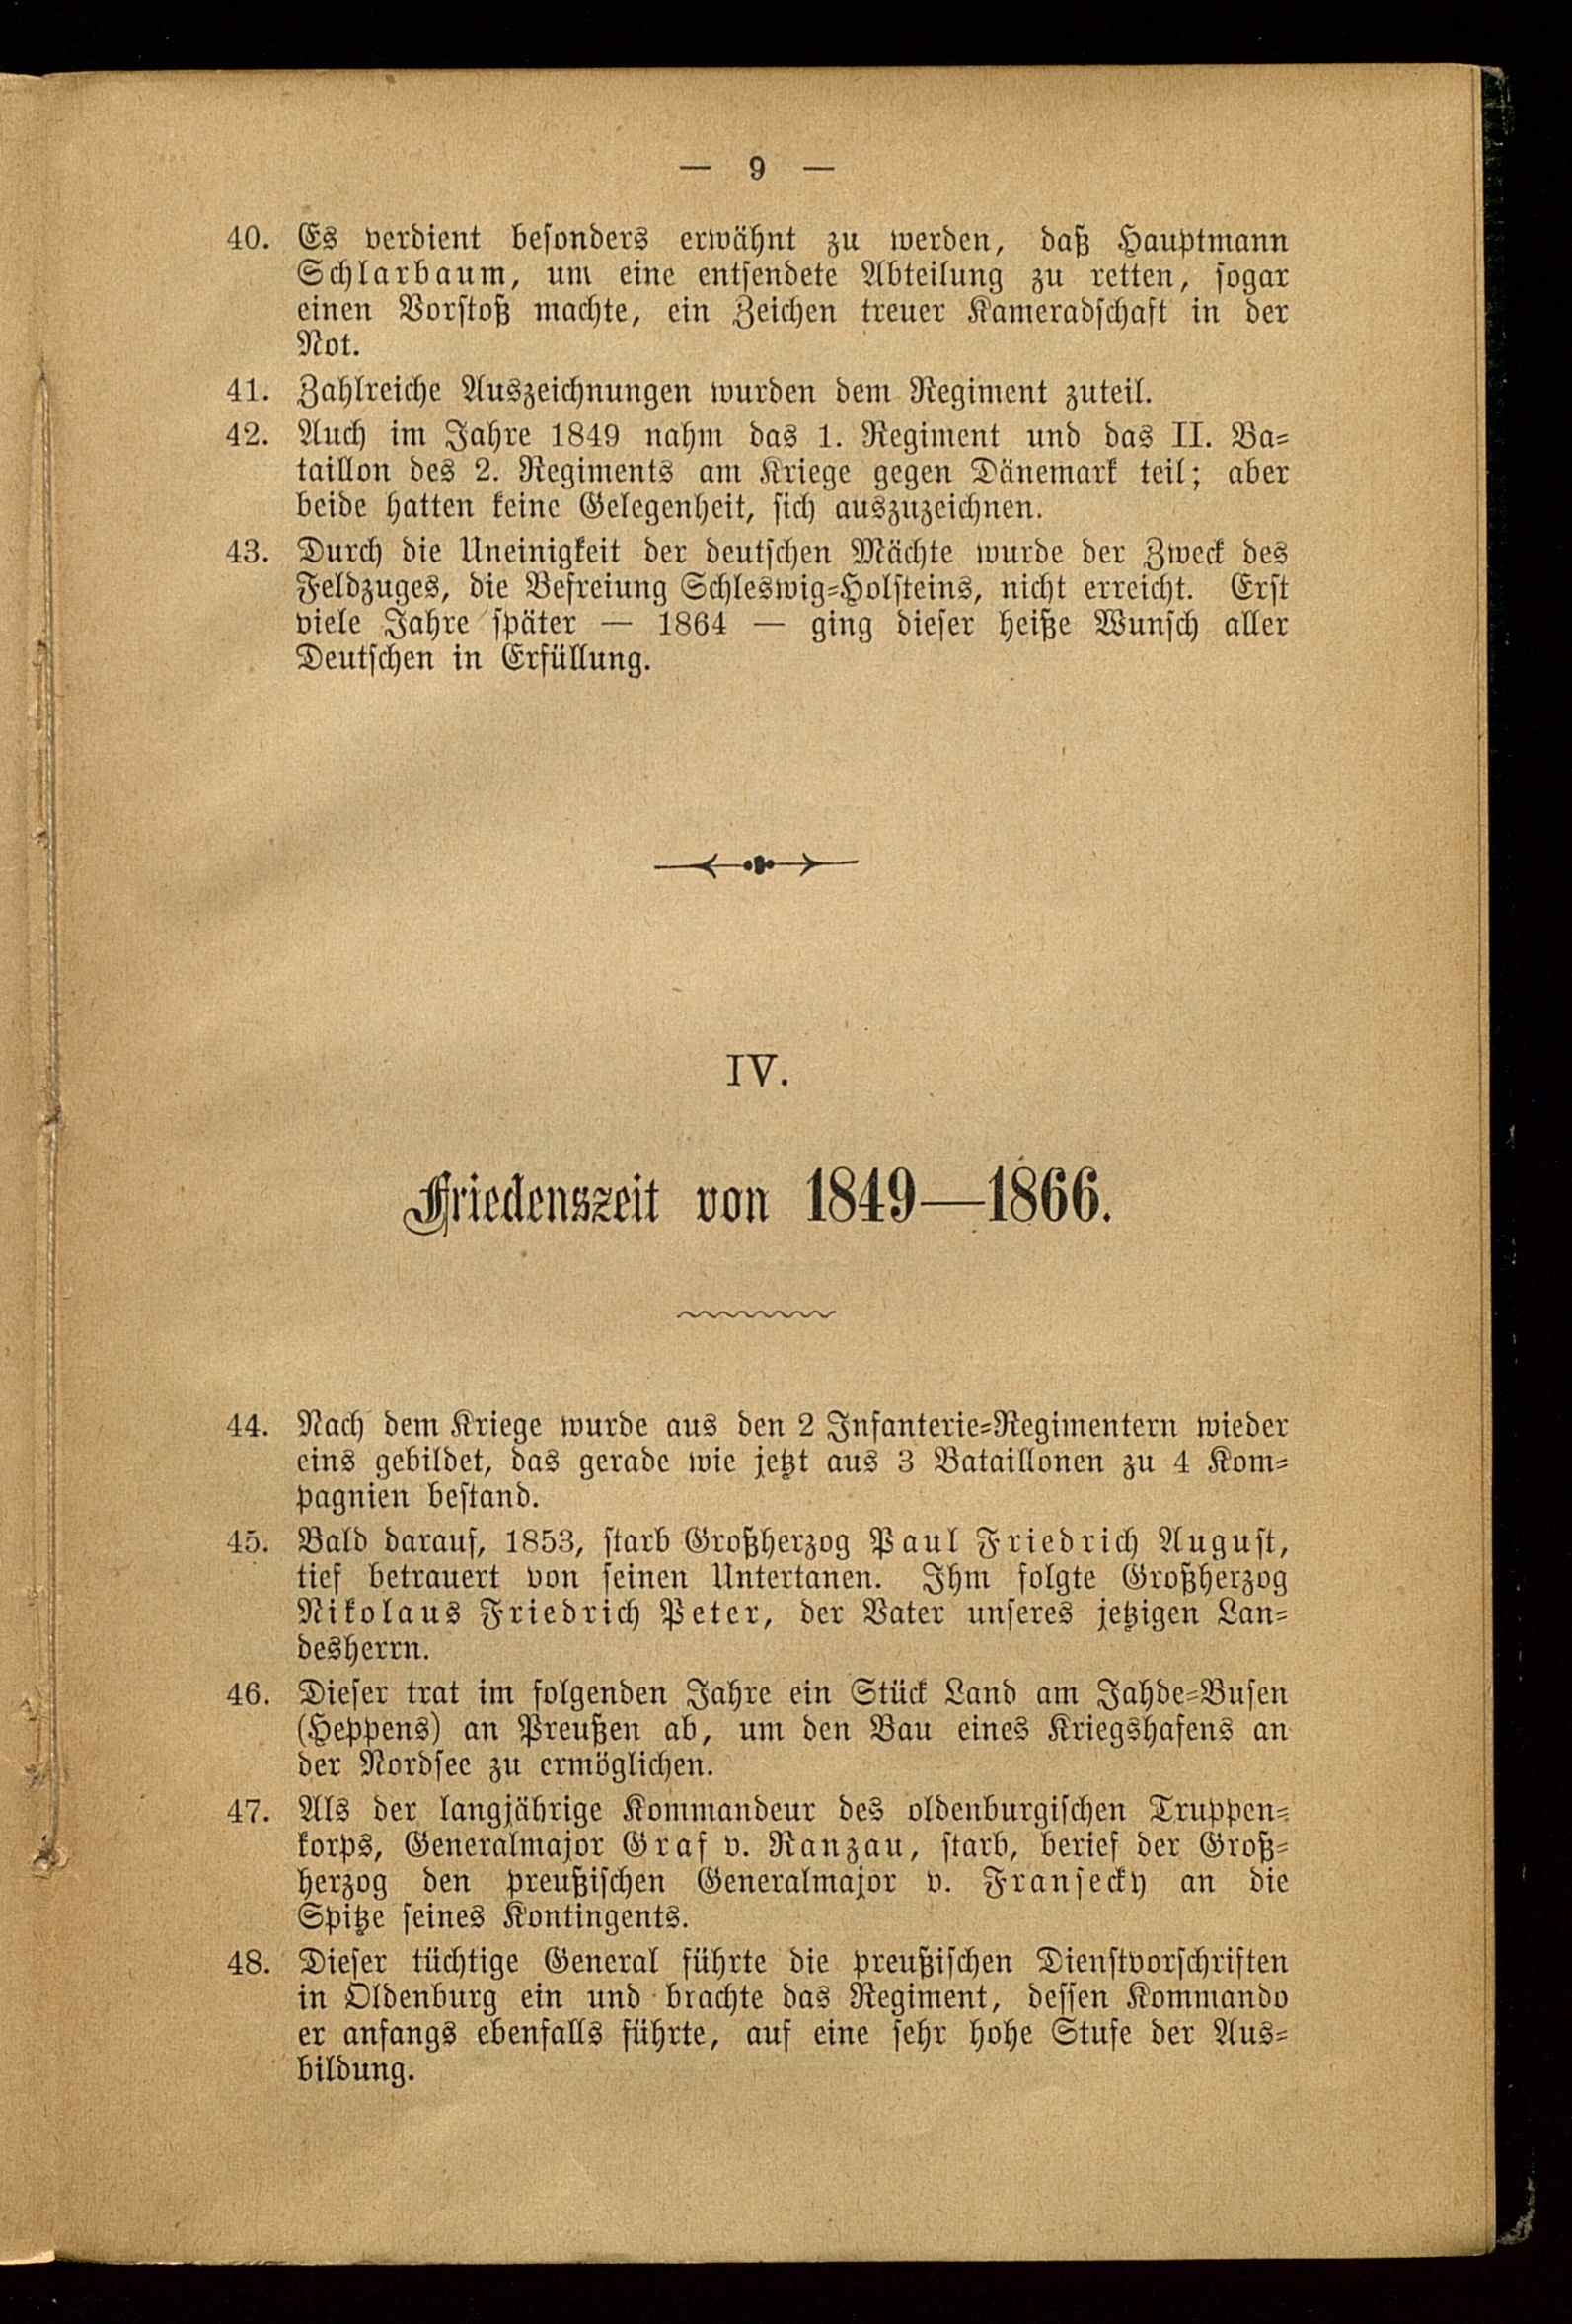 — 9 —
40. Es verdient besonders erwähnt zu werden, daß Hauptmann
Schlarbaum, um eine entsendete Abteilung zu retten, sogar
einen Vorstoß machte, ein Zeichen treuer Kameradschaft in der
Not.
41. Zahlreiche Auszeichnungen wurden dem Regiment zuteil.
42. Auch im Jahre 1849 nahm das 1. Regiment und das II. Ba-
taillon des 2. Regiments am Kriege gegen Dänemark teil; aber
beide hatten keine Gelegenheit, sich auszuzeichnen.
43. Durch die Uneinigkeit der deutschen Mächte wurde der Zweck des
Feldzuges, die Befreiung Schleswig-Holsteins, nicht erreicht. Erst
viele Jahre später — 1864 — ging dieser heiße Wunsch aller
Deutschen in Erfüllung.
IV.
Friedenszeit von 1849—1866.
44. Nach dem Kriege wurde aus den 2 Infanterie-Regimentern wieder
eins gebildet, das gerade wie jetzt aus 3 Bataillonen zu 4 Kom-
pagnien bestand.
45. Bald darauf, 1853, starb Großherzog Paul Friedrich August,
tief betrauert von seinen Untertanen. Ihm folgte Großherzog
Nikolaus Friedrich Peter, der Vater unseres jetzigen Lan-
desherrn.
46. Dieser trat im folgenden Jahre ein Stück Land am Jahde-Busen
(Heppens) an Preußen ab, um den Bau eines Kriegshafens an
der Nordsee zu ermöglichen.
47. Als der langjährige Kommandeur des oldenburgischen Truppen-
korps, Generalmajor Graf v. Ranzau, starb, berief der Groß-
herzog den preußischen Generalmajor v. Fransecky an die
Spitze seines Kontingents.
48. Dieser tüchtige General führte die preußischen Dienstvorschriften
in Oldenburg ein und brachte das Regiment, dessen Kommando
er anfangs ebenfalls führte, auf eine sehr hohe Stufe der Aus-
bildung.